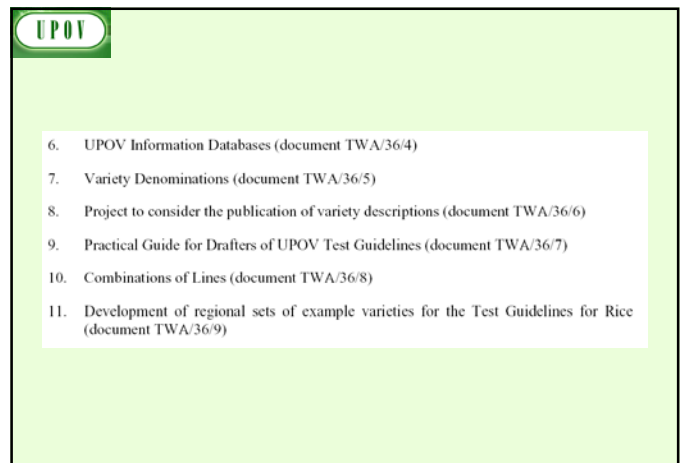 UPOV
6. UPOV Information Databases (document TWA/36/4)
7. Variety Denominations (document TWA/36/5)
8. Project to consider the publication of variety descriptions (document TWA/36/6)
9. Practical Guide for Drafters of UPOV Test Guidelines (document TWA/36/7)
10. Combinations of Lines (document TWA/36/8)
11. Development of regional sets of example varieties for the Test Guidelines for Rice
(document TWA/36/9)